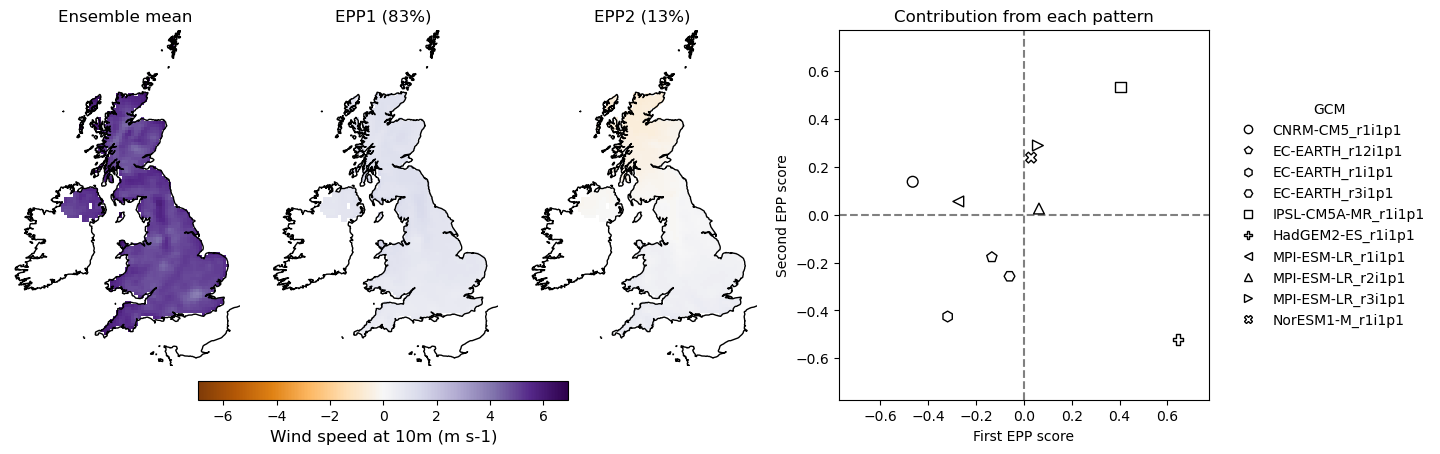 Ensemble mean
EPP1 (83%)
EPP2 (13%)
−6 −4 −2 0 2 4 6
Wind speed at 10m (m s-1)
Contribution from each pattern
Second EPP score
0.6
0.4
0.2
0.0
−0.2
−0.4
−0.6
−0.6 −0.4 −0.2 0.0 0.2 0.4 0.6
First EPP score
GCM
CNRM-CM5_r1i1p1
EC-EARTH_r12i1p1
EC-EARTH_r1i1p1
EC-EARTH_r3i1p1
IPSL-CM5A-MR_r1i1p1
HadGEM2-ES_r1i1p1
MPI-ESM-LR_r1i1p1
MPI-ESM-LR_r2i1p1
MPI-ESM-LR_r3i1p1
NorESM1-M_r1i1p1